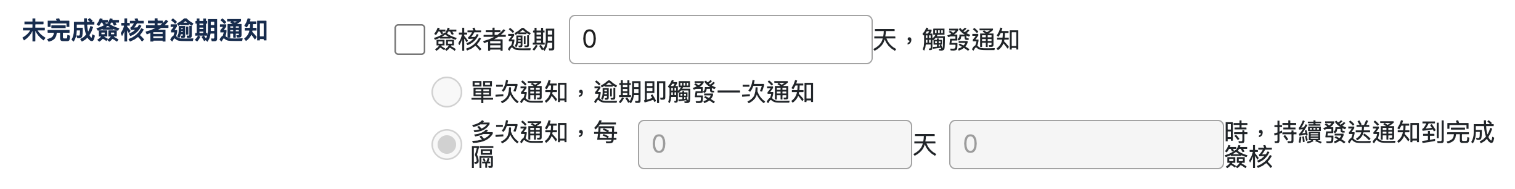 未完成簽核者逾期通知
簽核者逾期 0 天，觸發通知
單次通知，逾期即觸發一次通知
多次通知，每隔 0 天 0 時，持續發送通知到完成簽核